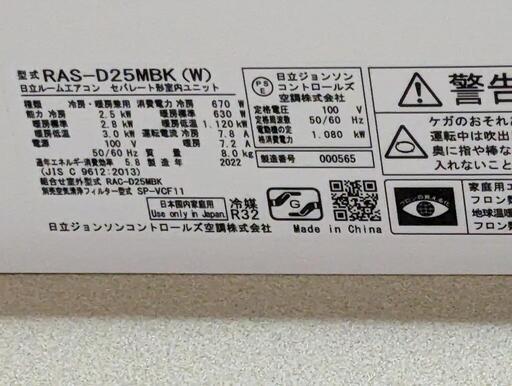 型式 RAS-D25MBK (W)
日立ルームエアコン セパレート形室内ユニット
種類 冷房・暖房兼用 消費電力 冷房 670 W
能力 冷房 2.5 kW 暖房 630 W
暖房標準 2.8 kW 暖房低温 1.120 kW
暖房低温 3.0 kW 運転電流 冷房 7.8 A
電源 100 V 暖房 7.2 A
50/60 Hz 質量 8.0 kg
通年エネルギー消費効率 5.8 2022
(JIS C 9612:2013)
組合せ室外型式 RAC-D25MBK
別売空気清浄フィルター型式 SP-VCF11
日本国内家庭用
Use only in Japan
冷媒
R32
日立ジョンソンコントロールズ空調株式会社
PS
E
日立ジョンソン
コントロールズ
空調株式会社
定格電圧 100 V
定格周波数 50/60 Hz
電動機の定格消費電力 1.080 kW
製造番号 000565
G
Made in China
警告
ケガのおそれあ
運転中は吹出
奥に指や棒な
入れないこと
フロンの見える化
家庭用エ
フロン
地球温暖